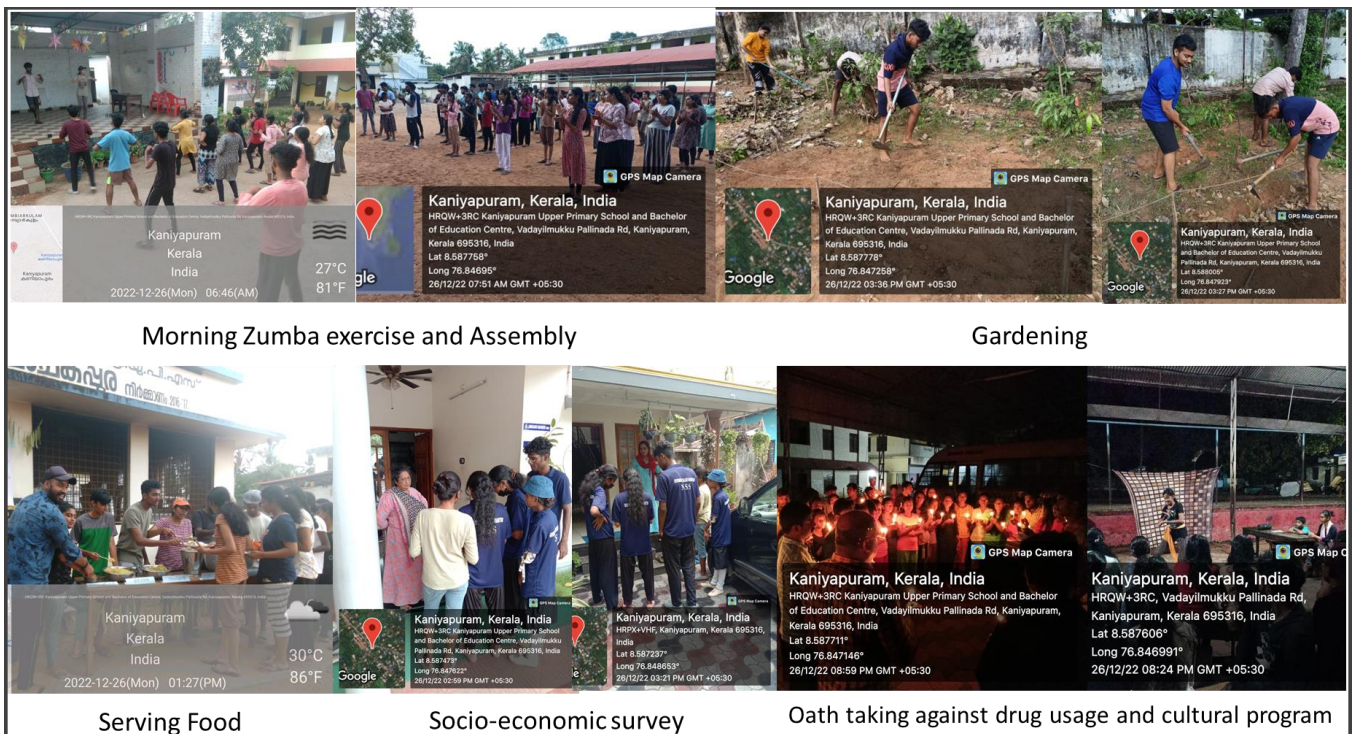 Kaniyapuram
Kerala
India
2022-12-26(Mon) 06:46(AM)
27°C
81°F
GPS Map Camera
Kaniyapuram, Kerala, India
HRQW+3RC Kaniyapuram Upper Primary School and Bachelor
of Education Centre, Vadayilmukku Pallinada Rd, Kaniyapuram,
Kerala 695316, India
Lat 8.587758°
Long 76.84695°
26/12/22 07:51 AM GMT +05:30
gle
GPS Map Camera
Kaniyapuram, Kerala, India
HRQW+3RC Kaniyapuram Upper Primary School and Bachelor
of Education Centre, Vadayilmukku Pallinada Rd, Kaniyapuram,
Kerala 695316, India
Lat 8.587778°
Long 76.847258°
26/12/22 03:36 PM GMT +05:30
Google
GPS Map Camera
Kaniyapuram, Kerala, India
HRQW+3RC Kaniyapuram Upper Primary School
and Bachelor of Education Centre, Vadayilmukku
Pallinada Rd, Kaniyapuram, Kerala 695316, India
Lat 8.588005°
Long 76.847923°
26/12/22 03:27 PM GMT +05:30
Google
Morning Zumba exercise and Assembly
Gardening
യു.പി.എസ്
നിർമ്മാണം 2016 17
Kaniyapuram
Kerala
India
2022-12-26(Mon) 01:27(PM)
30°C
86°F
GPS Map Camera
Kaniyapuram, Kerala, India
HRQW+3RC Kaniyapuram Upper Primary School
and Bachelor of Education Centre, Vadayilmukku
Pallinada Rd, Kaniyapuram, Kerala 695316, India
Lat 8.587473°
Long 76.847622°
26/12/22 02:59 PM GMT +05:30
Google
SSS
GPS Map Camera
Kaniyapuram, Kerala, India
HRPX+VHF, Kaniyapuram, Kerala 695316,
India
Lat 8.587237°
Long 76.848653°
26/12/22 03:21 PM GMT +05:30
Google
GPS Map Camera
Kaniyapuram, Kerala, India
HRQW+3RC Kaniyapuram Upper Primary School and Bachelor
of Education Centre, Vadayilmukku Pallinada Rd, Kaniyapuram,
Kerala 695316, India
Lat 8.587711°
Long 76.847146°
26/12/22 08:59 PM GMT +05:30
GPS Map C
Kaniyapuram, Kerala, India
HRQW+3RC, Vadayilmukku Pallinada Rd,
Kaniyapuram, Kerala 695316, India
Lat 8.587606°
Long 76.846991°
26/12/22 08:24 PM GMT +05:30
Serving Food
Socio-economic survey
Oath taking against drug usage and cultural program